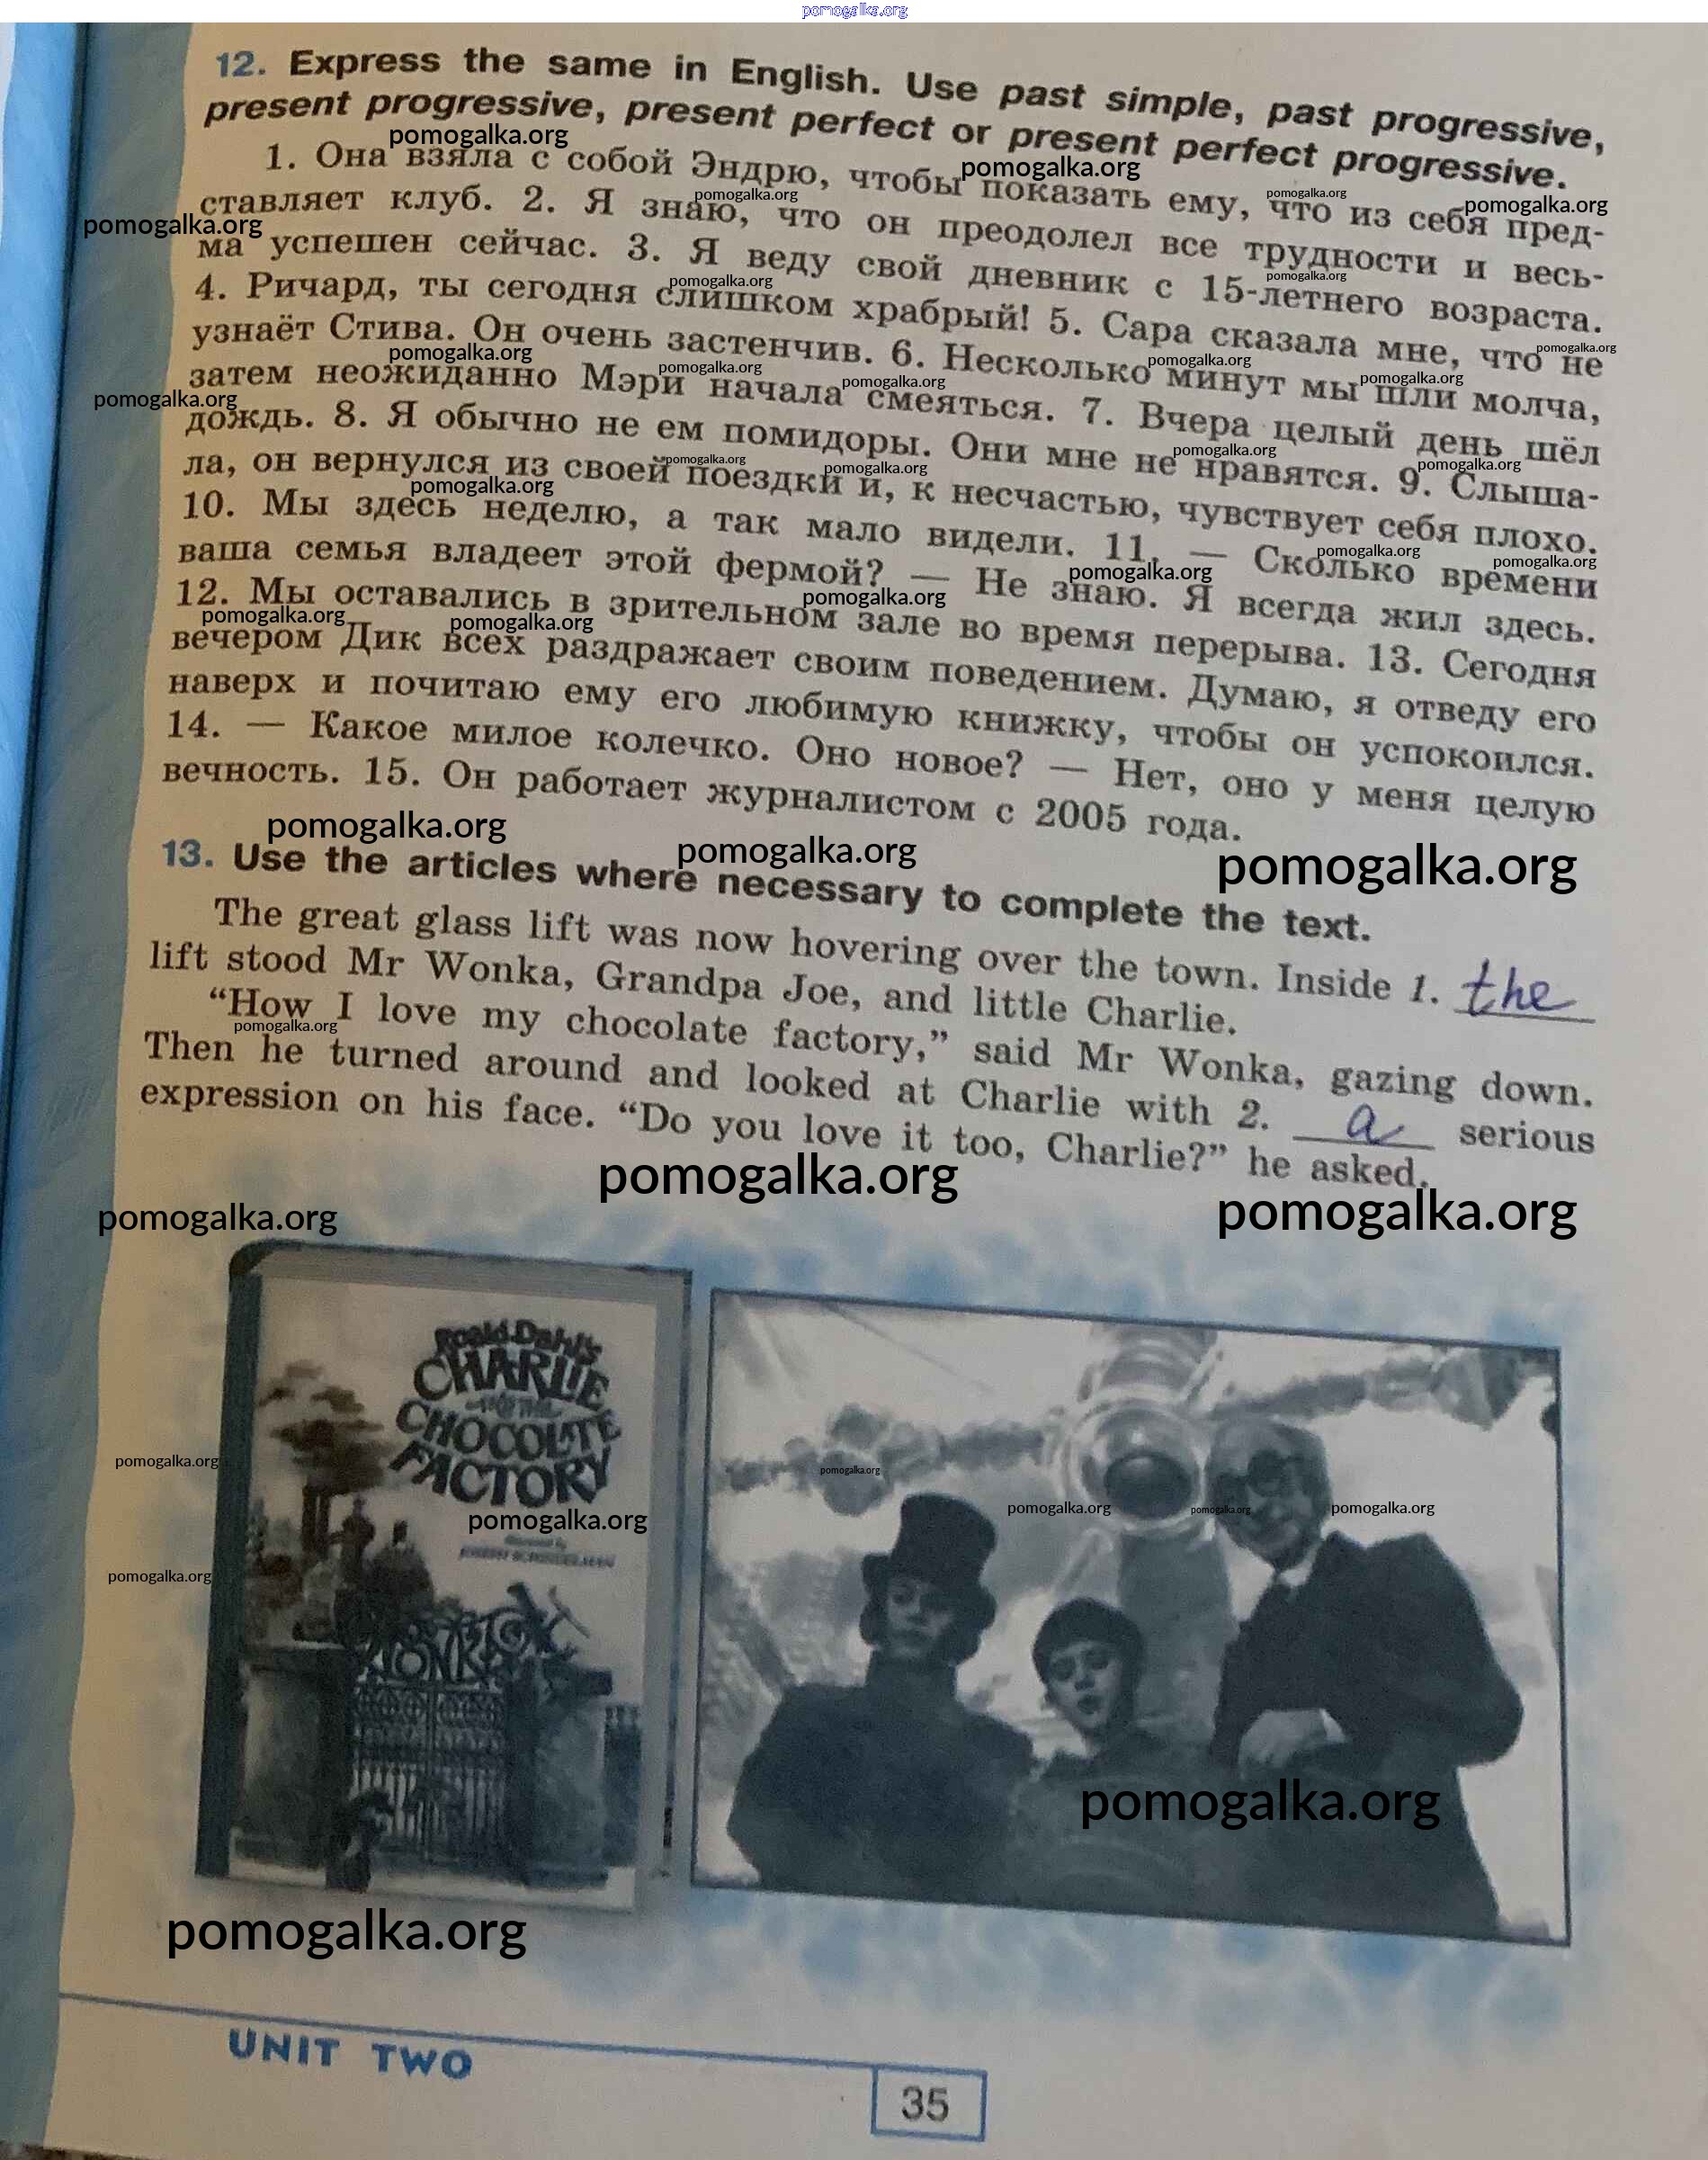 pomogalka.org
12. Express the same in English. Use past simple, past progressive,
present progressive, present perfect or present perfect progressive.
1. Она взяла с собой Эндрю, чтобы показать ему, что из себя пред-
ставляет клуб. 2. Я знаю, что он преодолел все трудности и весь-
ма успешен сейчас. 3. Я веду свой дневник с 15-летнего возраста.
4. Ричард, ты сегодня слишком храбрый! 5. Сара сказала мне, что не
узнаёт Стива. Он очень застенчив. 6. Несколько минут мы шли молча,
затем неожиданно Мэри начала смеяться. 7. Вчера целый день шёл
дождь. 8. Я обычно не ем помидоры. Они мне не нравятся. 9. Слыша-
ла, он вернулся из своей поездки и, к несчастью, чувствует себя плохо.
10. Мы здесь неделю, а так мало видели. 11. — Сколько времени
ваша семья владеет этой фермой? — Не знаю. Я всегда жил здесь.
12. Мы оставались в зрительном зале во время перерыва. 13. Сегодня
вечером Дик всех раздражает своим поведением. Думаю, я отведу его
наверх и почитаю ему его любимую книжку, чтобы он успокоился.
14. — Какое милое колечко. Оно новое? — Нет, оно у меня целую
вечность. 15. Он работает журналистом с 2005 года.
13. Use the articles where necessary to complete the text.
The great glass lift was now hovering over the town. Inside 1. the
lift stood Mr Wonka, Grandpa Joe, and little Charlie.
“How I love my chocolate factory,” said Mr Wonka, gazing down.
Then he turned around and looked at Charlie with 2. a serious
expression on his face. “Do you love it too, Charlie?” he asked.
pomogalka.org
Roald Dahl's
CHARLIE
AND THE
CHOCOLATE
FACTORY
WONKA
UNIT TWO
35